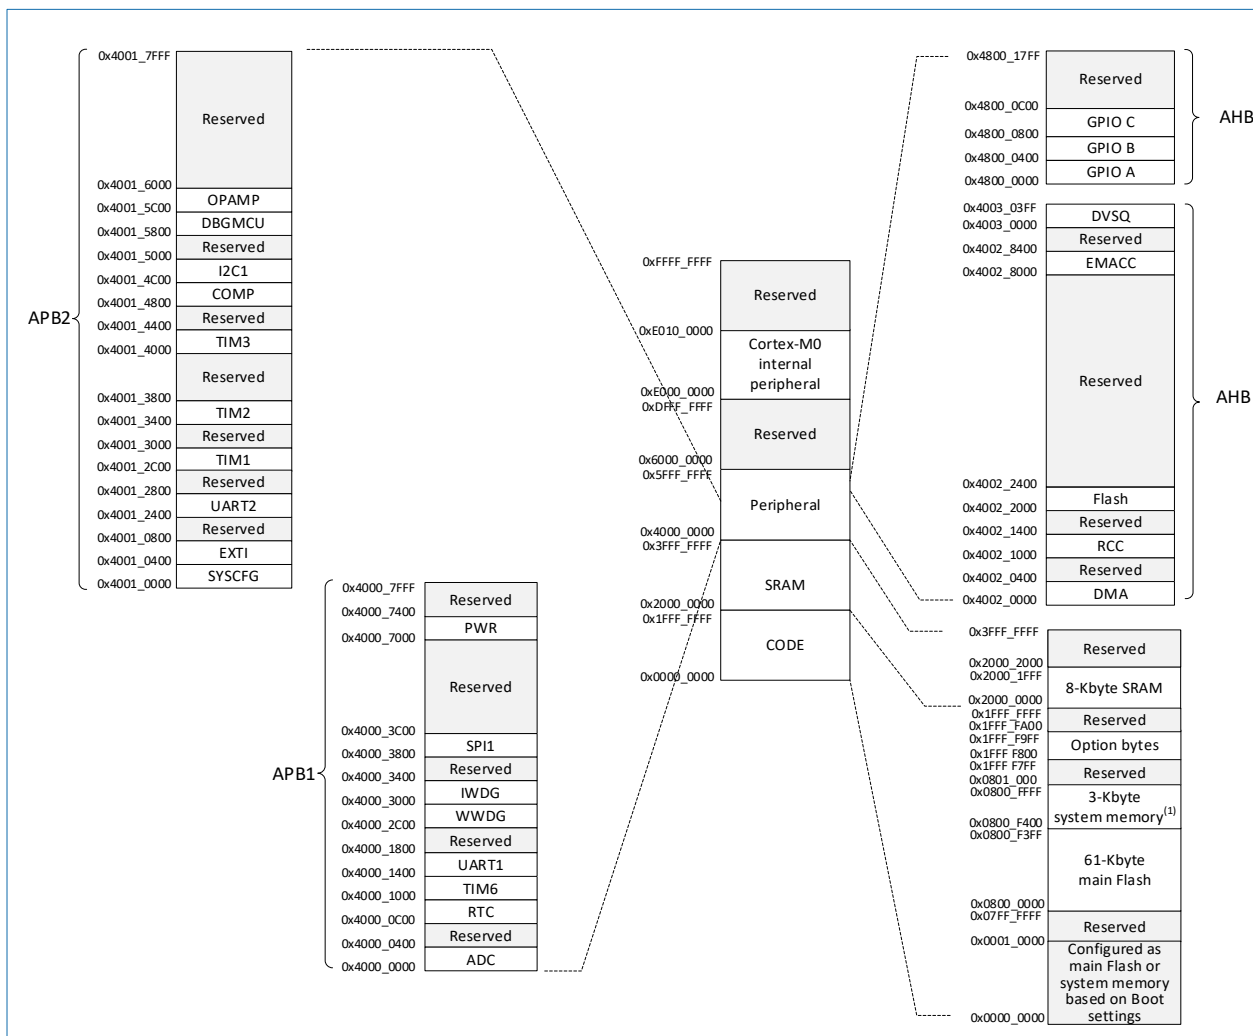 0x4001_7FFF
Reserved
0x4001_6000
OPAMP
0x4001_5C00
DBGMCU
0x4001_5800
Reserved
0x4001_5000
I2C1
0x4001_4C00
COMP
0x4001_4800
Reserved
0x4001_4400
TIM3
0x4001_4000
Reserved
0x4001_3800
TIM2
0x4001_3400
Reserved
0x4001_3000
TIM1
0x4001_2C00
Reserved
0x4001_2800
UART2
0x4001_2400
Reserved
0x4001_0800
EXTI
0x4001_0400
SYSCFG
0x4001_0000
APB2
0x4000_7FFF
Reserved
0x4000_7400
PWR
0x4000_7000
Reserved
0x4000_3C00
SPI1
0x4000_3800
Reserved
0x4000_3400
IWDG
0x4000_3000
WWDG
0x4000_2C00
Reserved
0x4000_1800
UART1
0x4000_1400
TIM6
0x4000_1000
RTC
0x4000_0C00
Reserved
0x4000_0400
ADC
0x4000_0000
APB1
0xFFFF_FFFF
Reserved
0xE010_0000
Cortex-M0
internal
peripheral
0xE000_0000
0xDFFF_FFFF
Reserved
0x6000_0000
0x5FFF_FFFF
Peripheral
0x4000_0000
0x3FFF_FFFF
SRAM
0x2000_0000
0x1FFF_FFFF
CODE
0x0000_0000
0x4800_17FF
Reserved
0x4800_0C00
GPIO C
0x4800_0800
GPIO B
0x4800_0400
GPIO A
0x4800_0000
AHB
0x4003_03FF
DVSQ
0x4003_0000
Reserved
0x4002_8400
EMACC
0x4002_8000
Reserved
0x4002_2400
Flash
0x4002_2000
Reserved
0x4002_1400
RCC
0x4002_1000
Reserved
0x4002_0400
DMA
0x4002_0000
AHB
0x3FFF_FFFF
Reserved
0x2000_2000
0x2000_1FFF
8-Kbyte SRAM
0x2000_0000
0x1FFF_FFFF
Reserved
0x1FFF_FA00
0x1FFF_F9FF
Option bytes
0x1FFF F800
0x1FFF F7FF
Reserved
0x0801_000
0x0800_FFFF
3-Kbyte
system memory(1)
0x0800_F400
0x0800_F3FF
61-Kbyte
main Flash
0x0800_0000
0x07FF_FFFF
Reserved
0x0001_0000
Configured as
main Flash or
system memory
based on Boot
settings
0x0000_0000